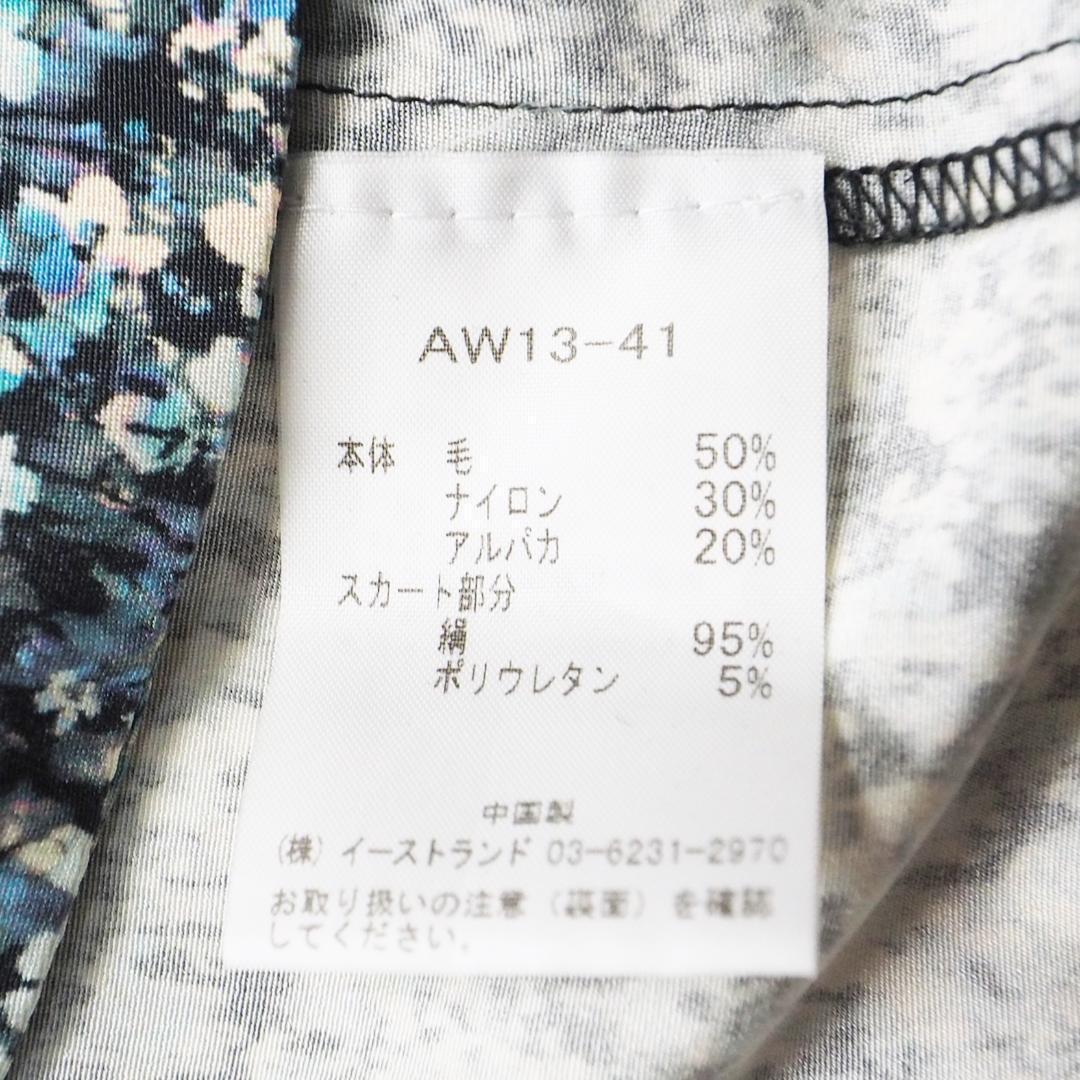 AW13-41
本体 毛 50%
ナイロン 30%
アルパカ 20%
スカート部分
絹 95%
ポリウレタン 5%
中国製
(株) イーストランド 03-6231-2970
お取り扱いの注意(裏面)を確認
してください。